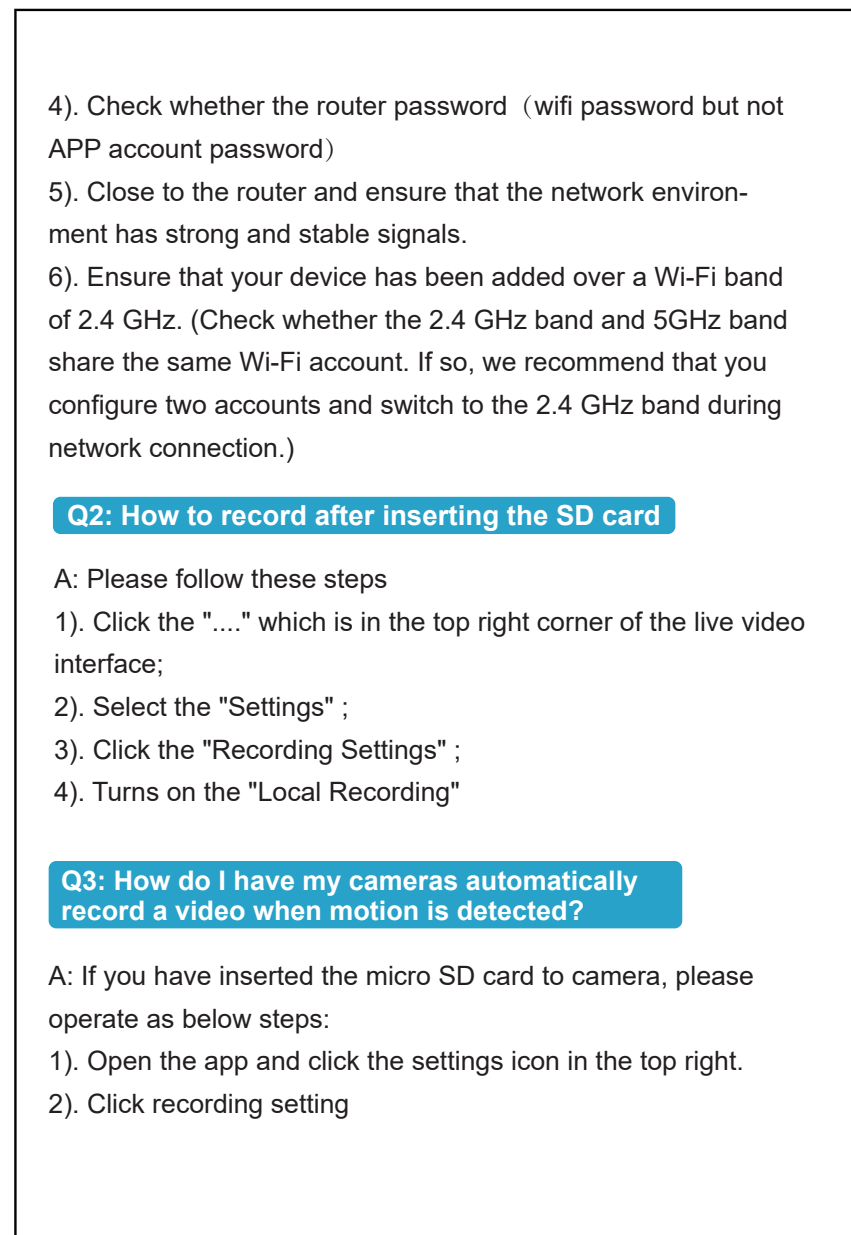 4). Check whether the router password（wifi password but not
APP account password）
5). Close to the router and ensure that the network environ-
ment has strong and stable signals.
6). Ensure that your device has been added over a Wi-Fi band
of 2.4 GHz. (Check whether the 2.4 GHz band and 5GHz band
share the same Wi-Fi account. If so, we recommend that you
configure two accounts and switch to the 2.4 GHz band during
network connection.)
Q2: How to record after inserting the SD card
A: Please follow these steps
1). Click the "...." which is in the top right corner of the live video
interface;
2). Select the "Settings" ;
3). Click the "Recording Settings" ;
4). Turns on the "Local Recording"
Q3: How do I have my cameras automatically
record a video when motion is detected?
A: If you have inserted the micro SD card to camera, please
operate as below steps:
1). Open the app and click the settings icon in the top right.
2). Click recording setting